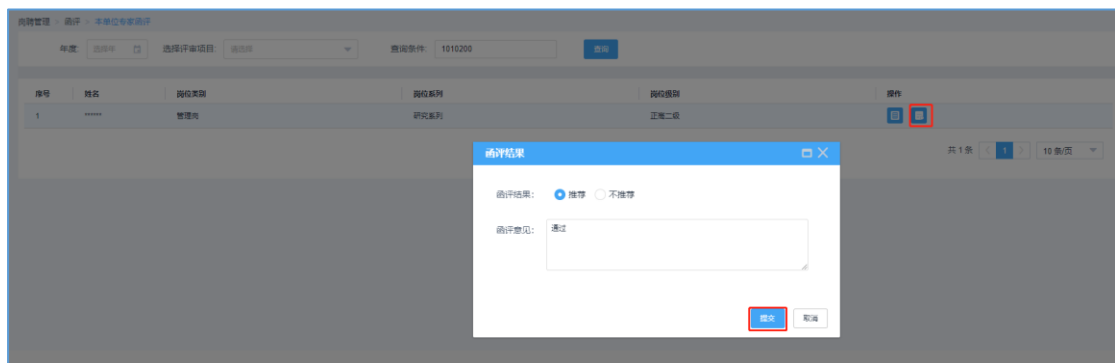 岗聘管理 > 函评 > 本单位专家函评
年度: 选择年 选择评审项目: 请选择 查询条件: 1010200 查询
序号 姓名 岗位类别 岗位系列 岗位级别 操作
1 ****** 管理岗 研究系列 正高二级
共1条 < 1 > 10条/页
函评结果
函评结果: 推荐 不推荐
函评意见: 通过
提交 取消